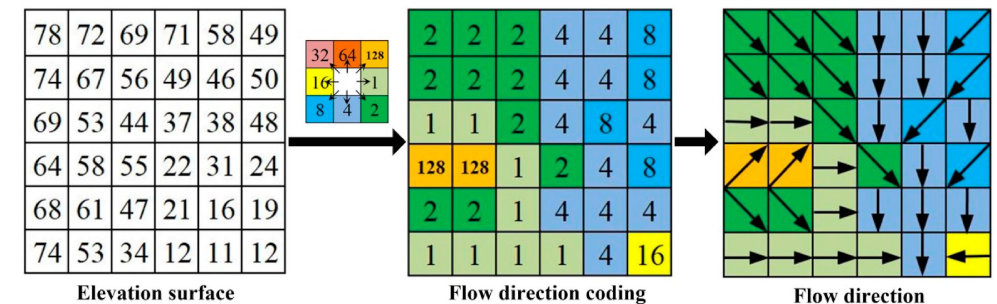 78 72 69 71 58 49
74 67 56 49 46 50
69 53 44 37 38 48
64 58 55 22 31 24
68 61 47 21 16 19
74 53 34 12 11 12
Elevation surface
32 64 128
16 1
8 4 2
2 2 2 4 4 8
2 2 2 4 4 8
1 1 2 4 8 4
128 128 1 2 4 8
2 2 1 4 4 4
1 1 1 1 4 16
Flow direction coding
Flow direction